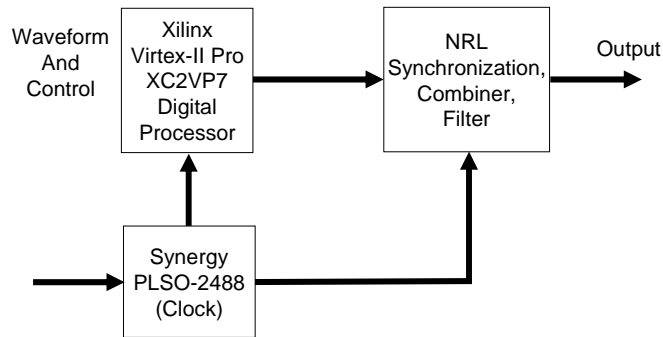 Waveform
And
Control
Xilinx
Virtex-II Pro
XC2VP7
Digital
Processor
NRL
Synchronization,
Combiner,
Filter
Output
Synergy
PLSO-2488
(Clock)